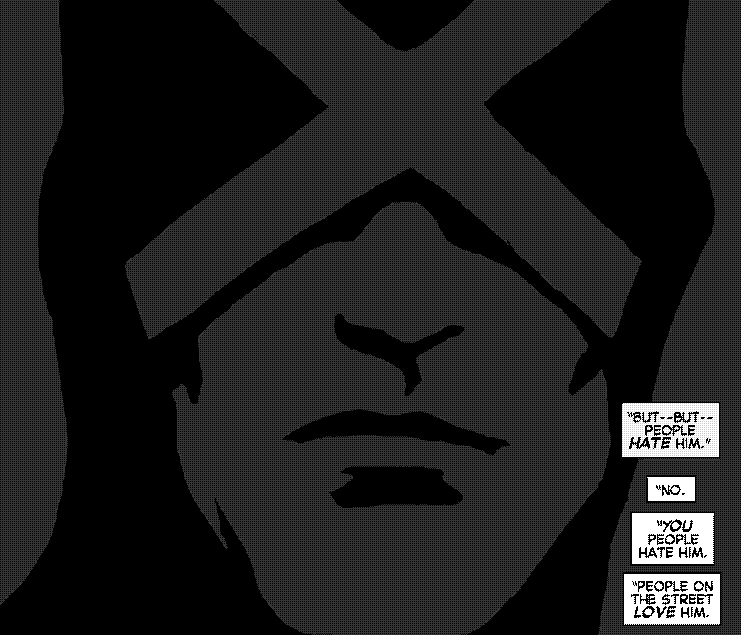 "BUT--BUT--
PEOPLE
HATE HIM."
"NO.
"YOU
PEOPLE
HATE HIM.
"PEOPLE ON
THE STREET
LOVE HIM.